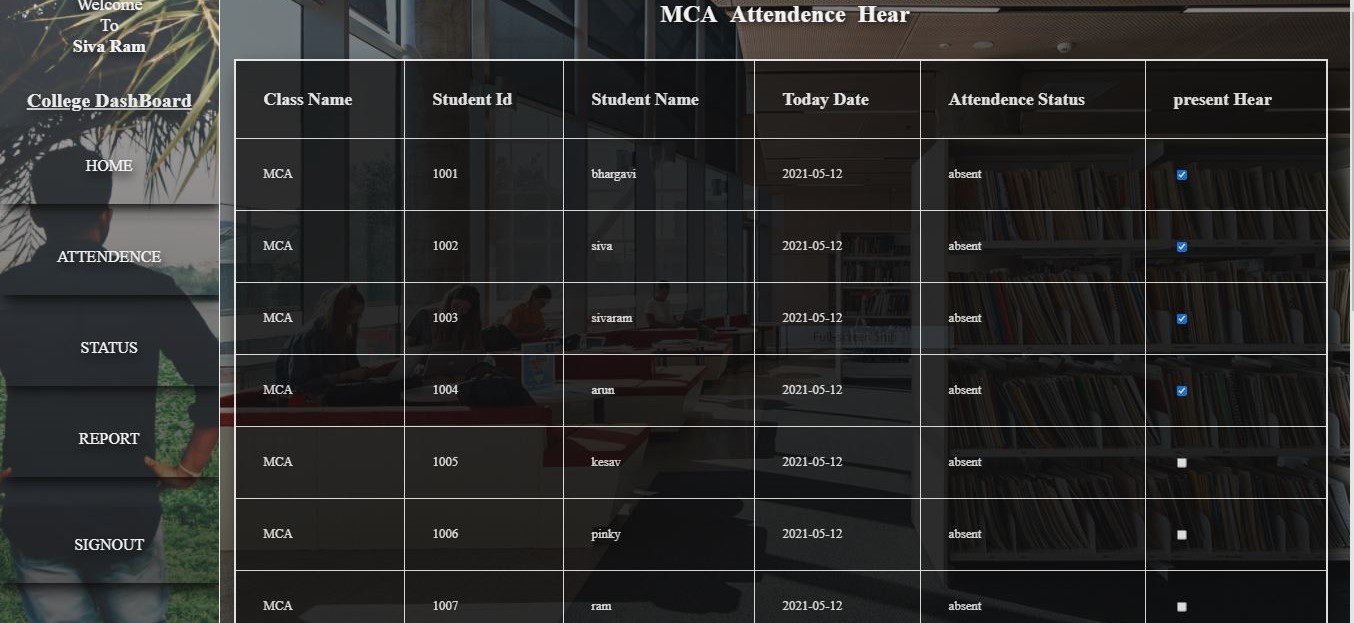 Welcome
To
Siva Ram
College DashBoard
HOME
ATTENDENCE
STATUS
REPORT
SIGNOUT
MCA Attendence Hear
Class Name Student Id Student Name Today Date Attendence Status present Hear
MCA 1001 bhargavi 2021-05-12 absent
MCA 1002 siva 2021-05-12 absent
MCA 1003 sivaram 2021-05-12 absent
Full-screen Snip
MCA 1004 arun 2021-05-12 absent
MCA 1005 kesav 2021-05-12 absent
MCA 1006 pinky 2021-05-12 absent
MCA 1007 ram 2021-05-12 absent